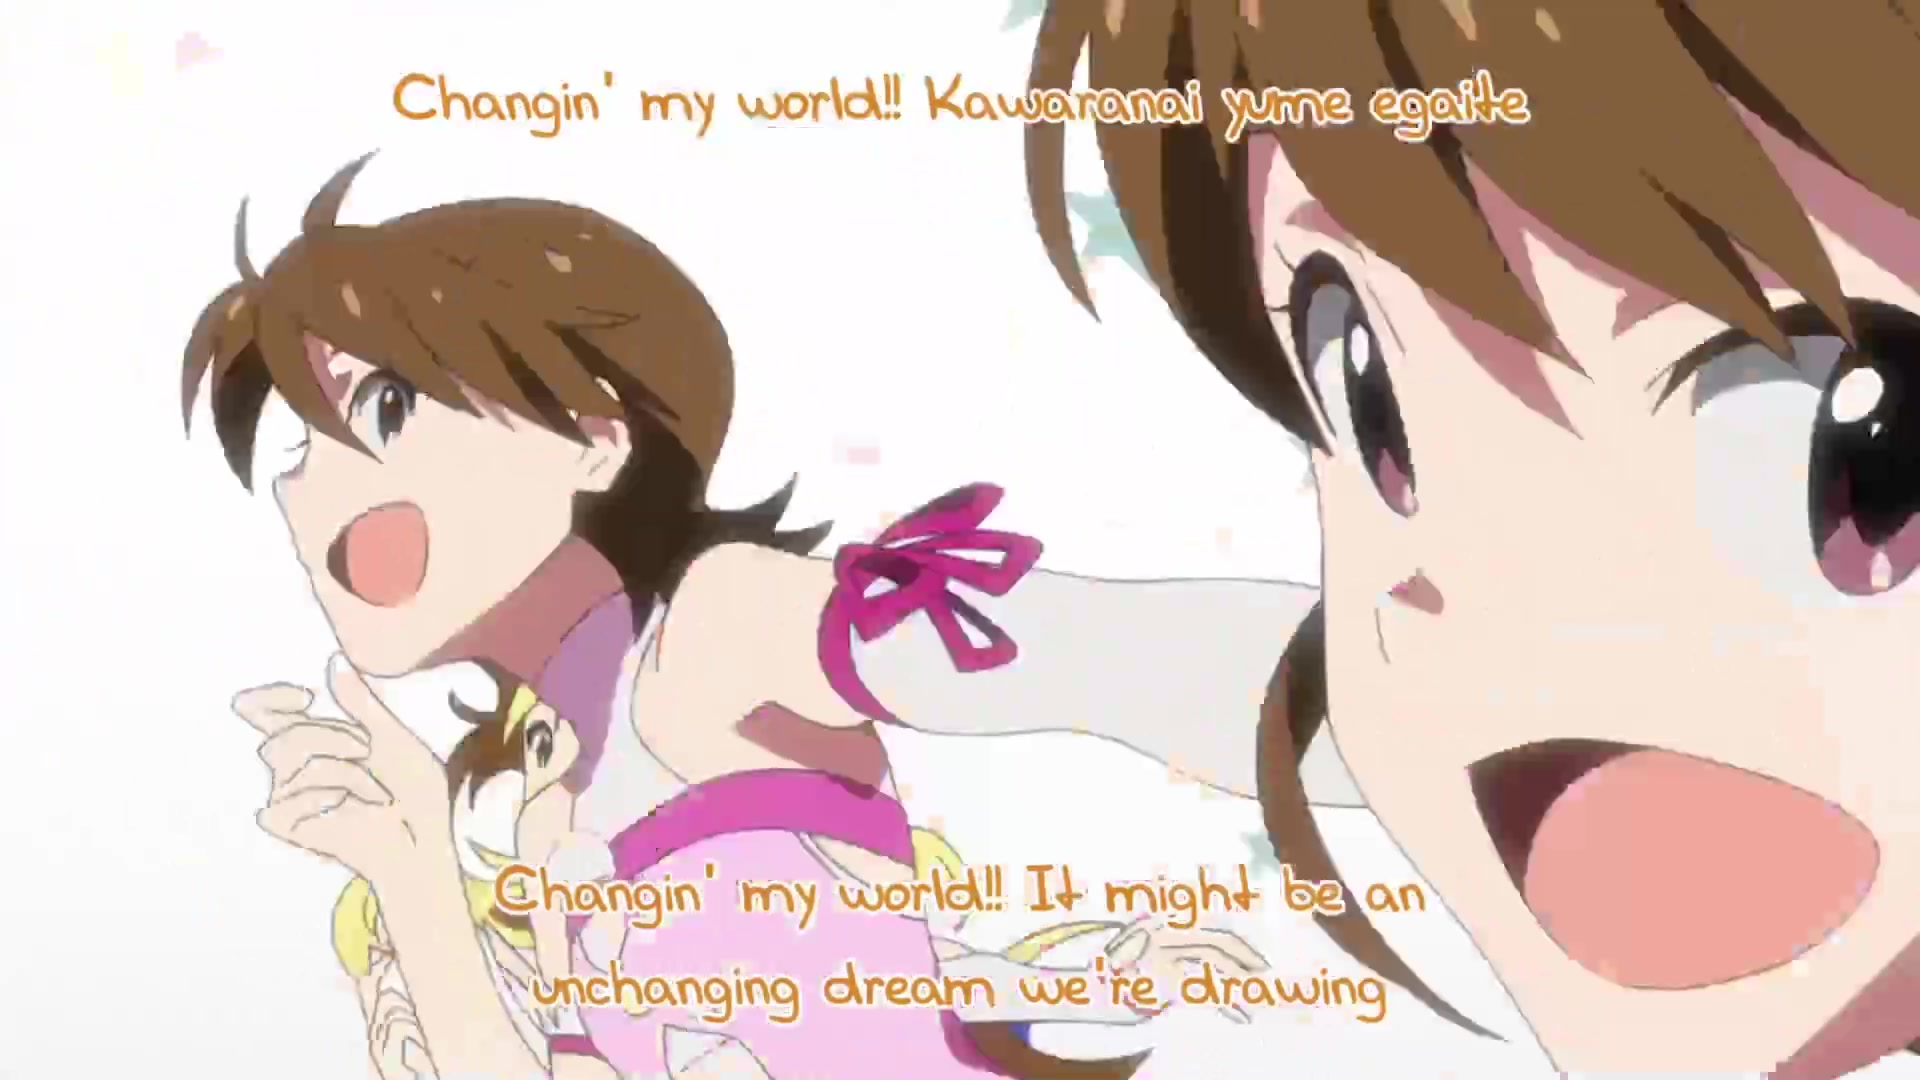 Changin' my world!! Kawaranai yume egaite
Changin' my world!! It might be an
unchanging dream we're drawing